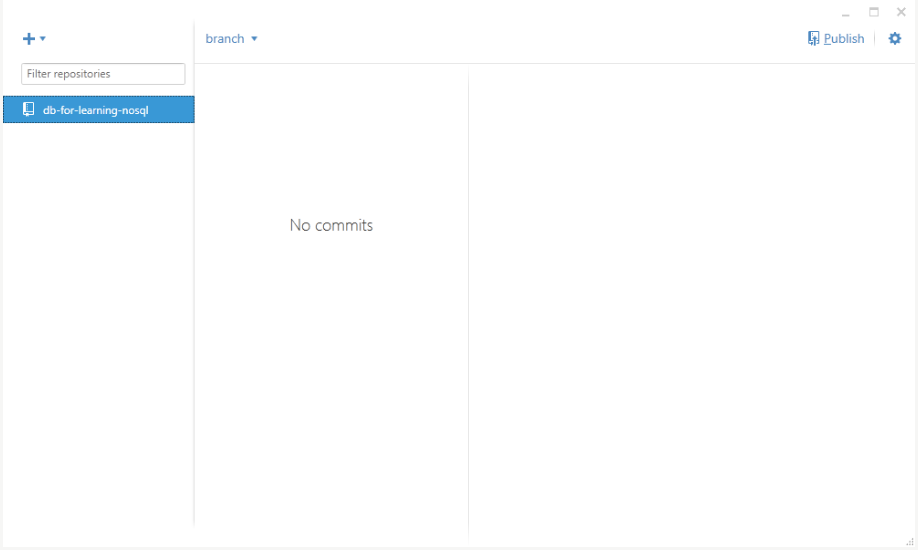 branch
Publish
Filter repositories
db-for-learning-nosql
No commits